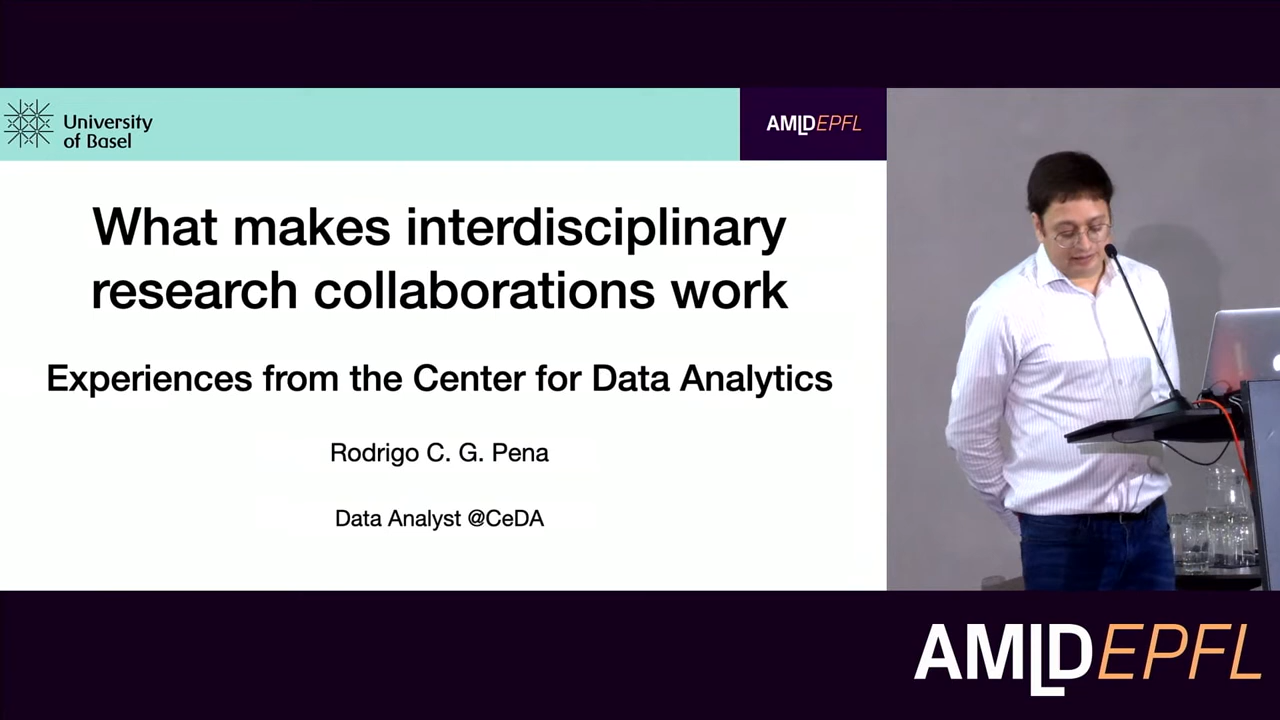 University
of Basel
AMLDEPFL
What makes interdisciplinary
research collaborations work
Experiences from the Center for Data Analytics
Rodrigo C. G. Pena
Data Analyst @CeDA
AMLDEPFL